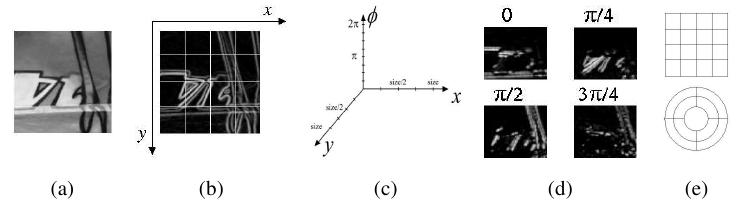 x
y
ϕ
2π
π
size/2
size
x
size/2
size
y
0
π/4
π/2
3π/4
(a)
(b)
(c)
(d)
(e)